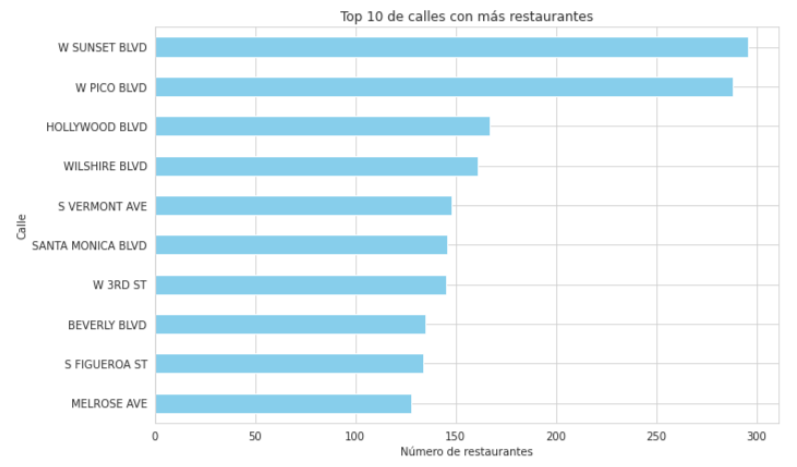 Top 10 de calles con más restaurantes
Calle
W SUNSET BLVD
W PICO BLVD
HOLLYWOOD BLVD
WILSHIRE BLVD
S VERMONT AVE
SANTA MONICA BLVD
W 3RD ST
BEVERLY BLVD
S FIGUEROA ST
MELROSE AVE
0 50 100 150 200 250 300
Número de restaurantes